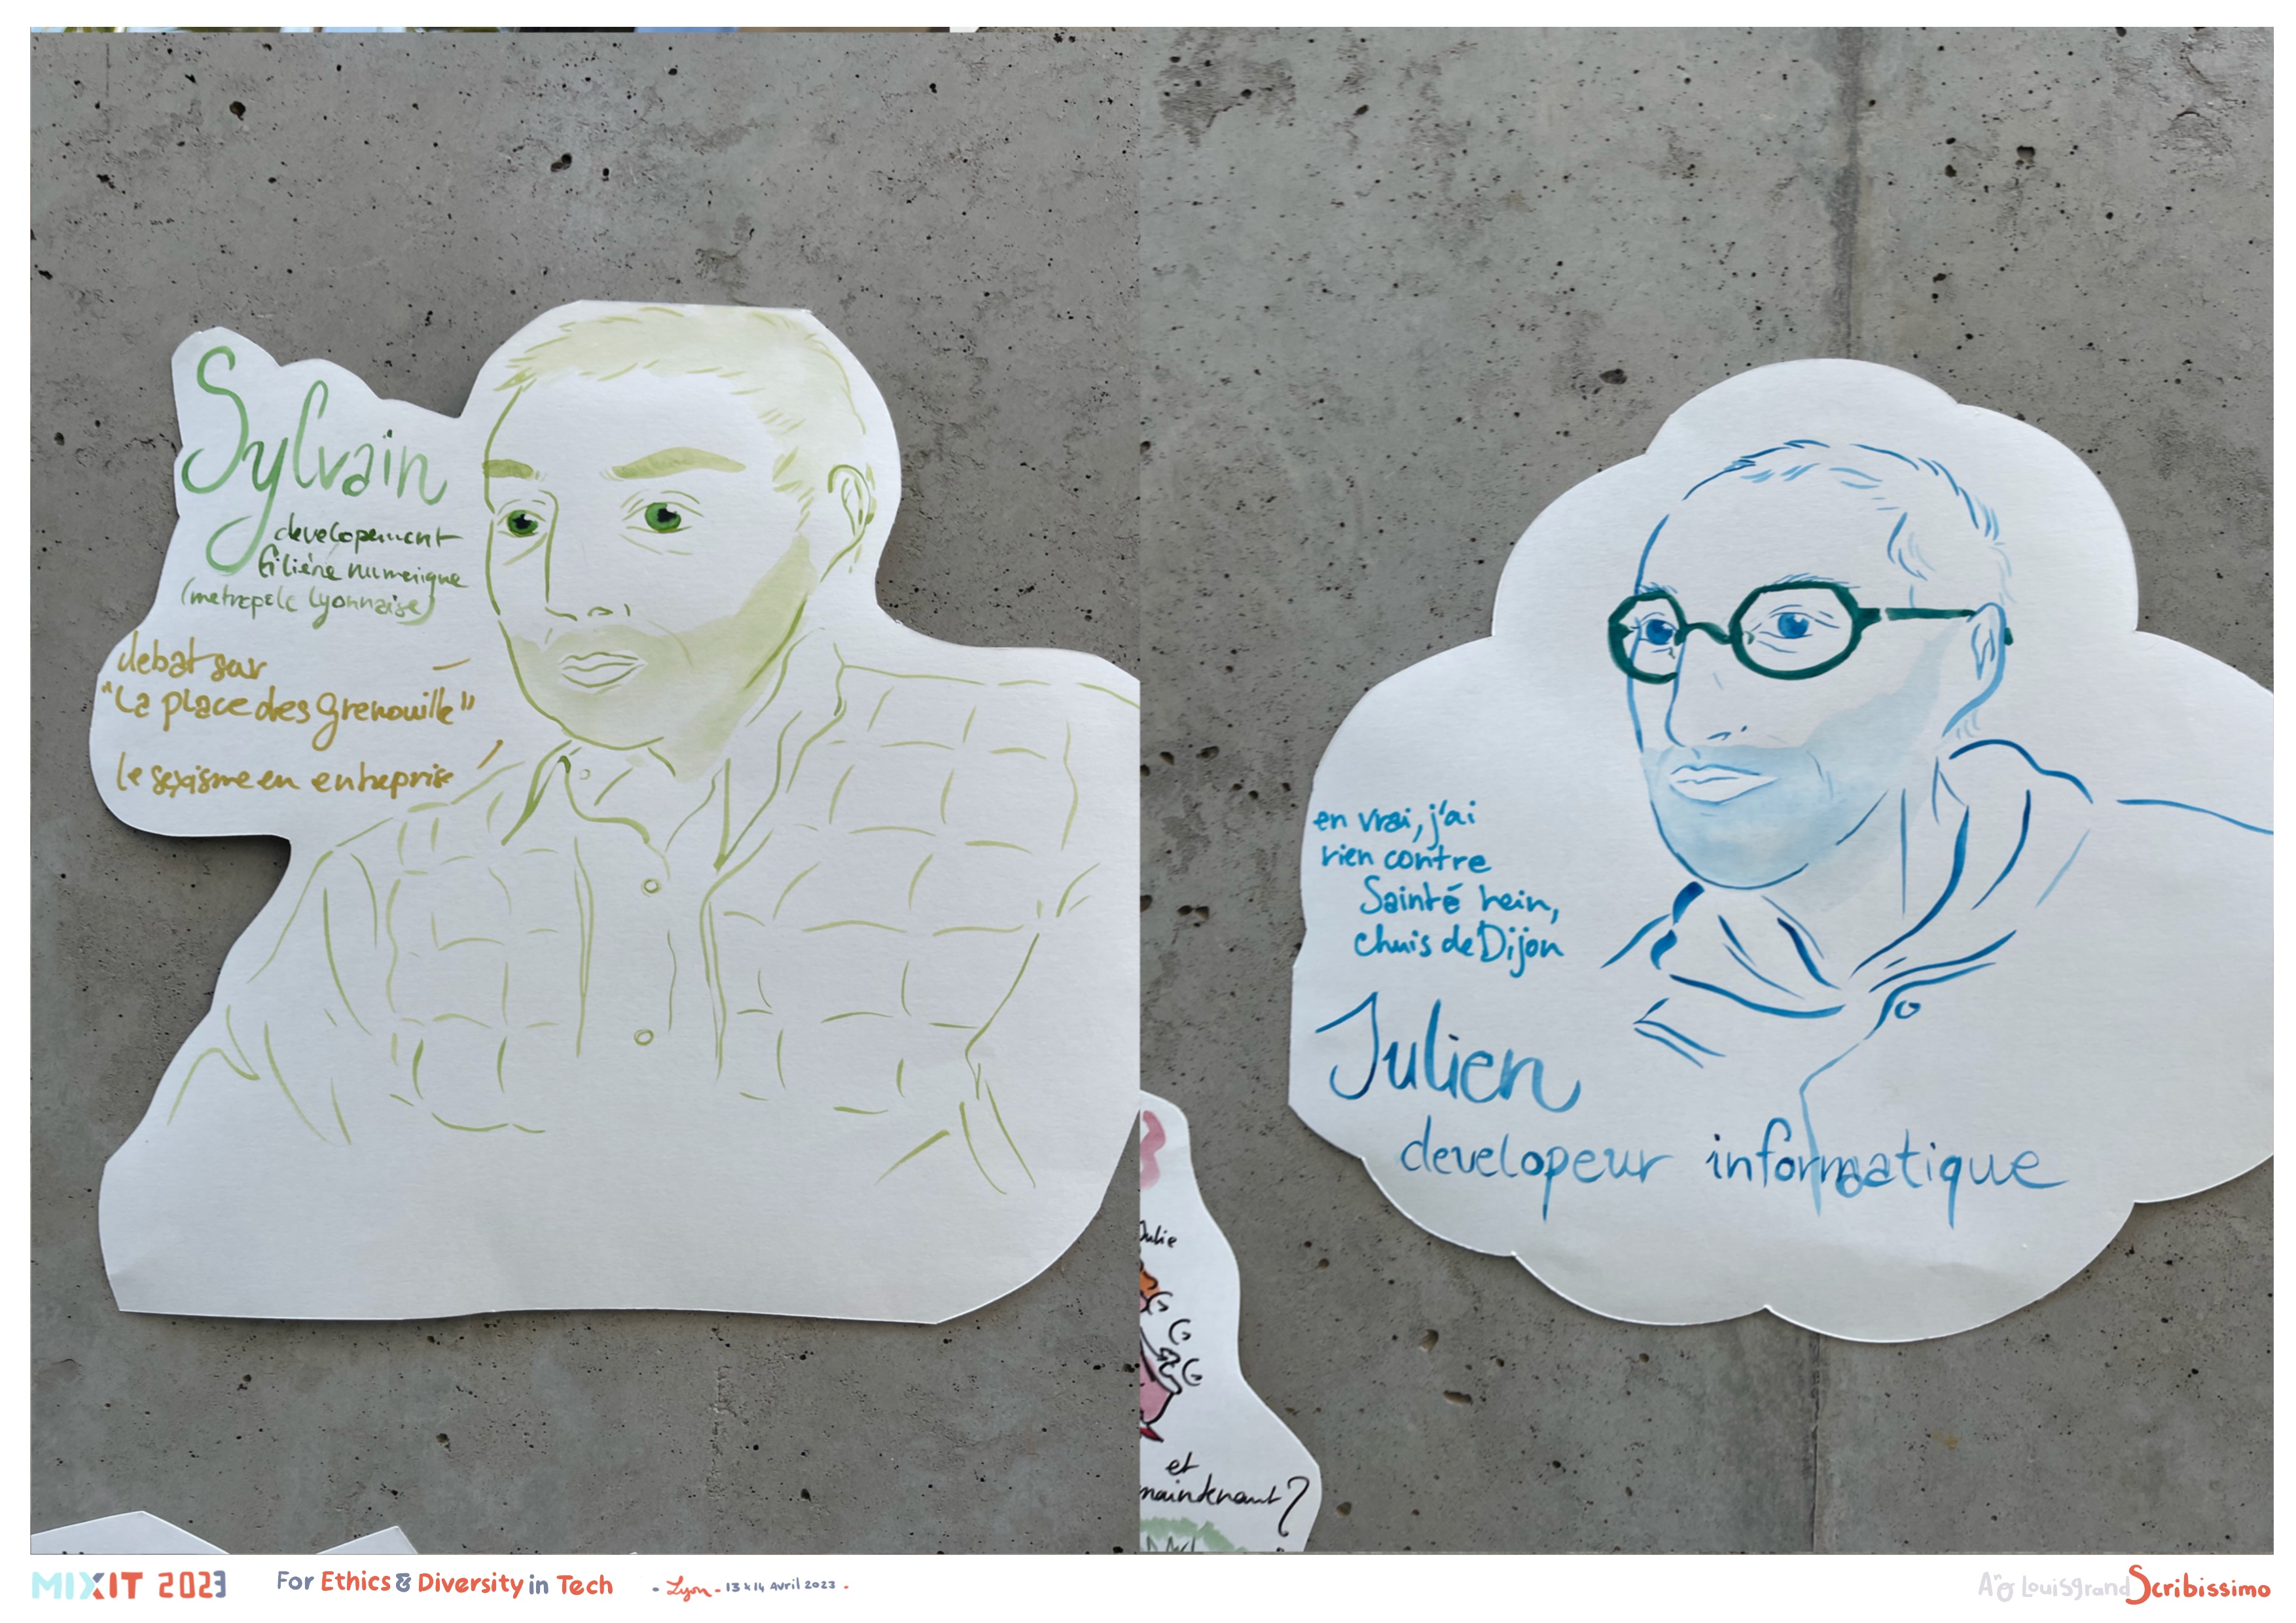 Sylvain
developement
filière numérique
(metropole lyonnaise)
debat sur
"la place des grenouille"
le sexisme en entreprise
en vrai, j'ai
rien contre
Sainté hein,
chuis de Dijon
Julien
developeur informatique
Julie
et
maintenant?
MIXIT 2023
For Ethics & Diversity in Tech
- Lyon - 13 & 14 Avril 2023 -
Louisgrand Scribissimo